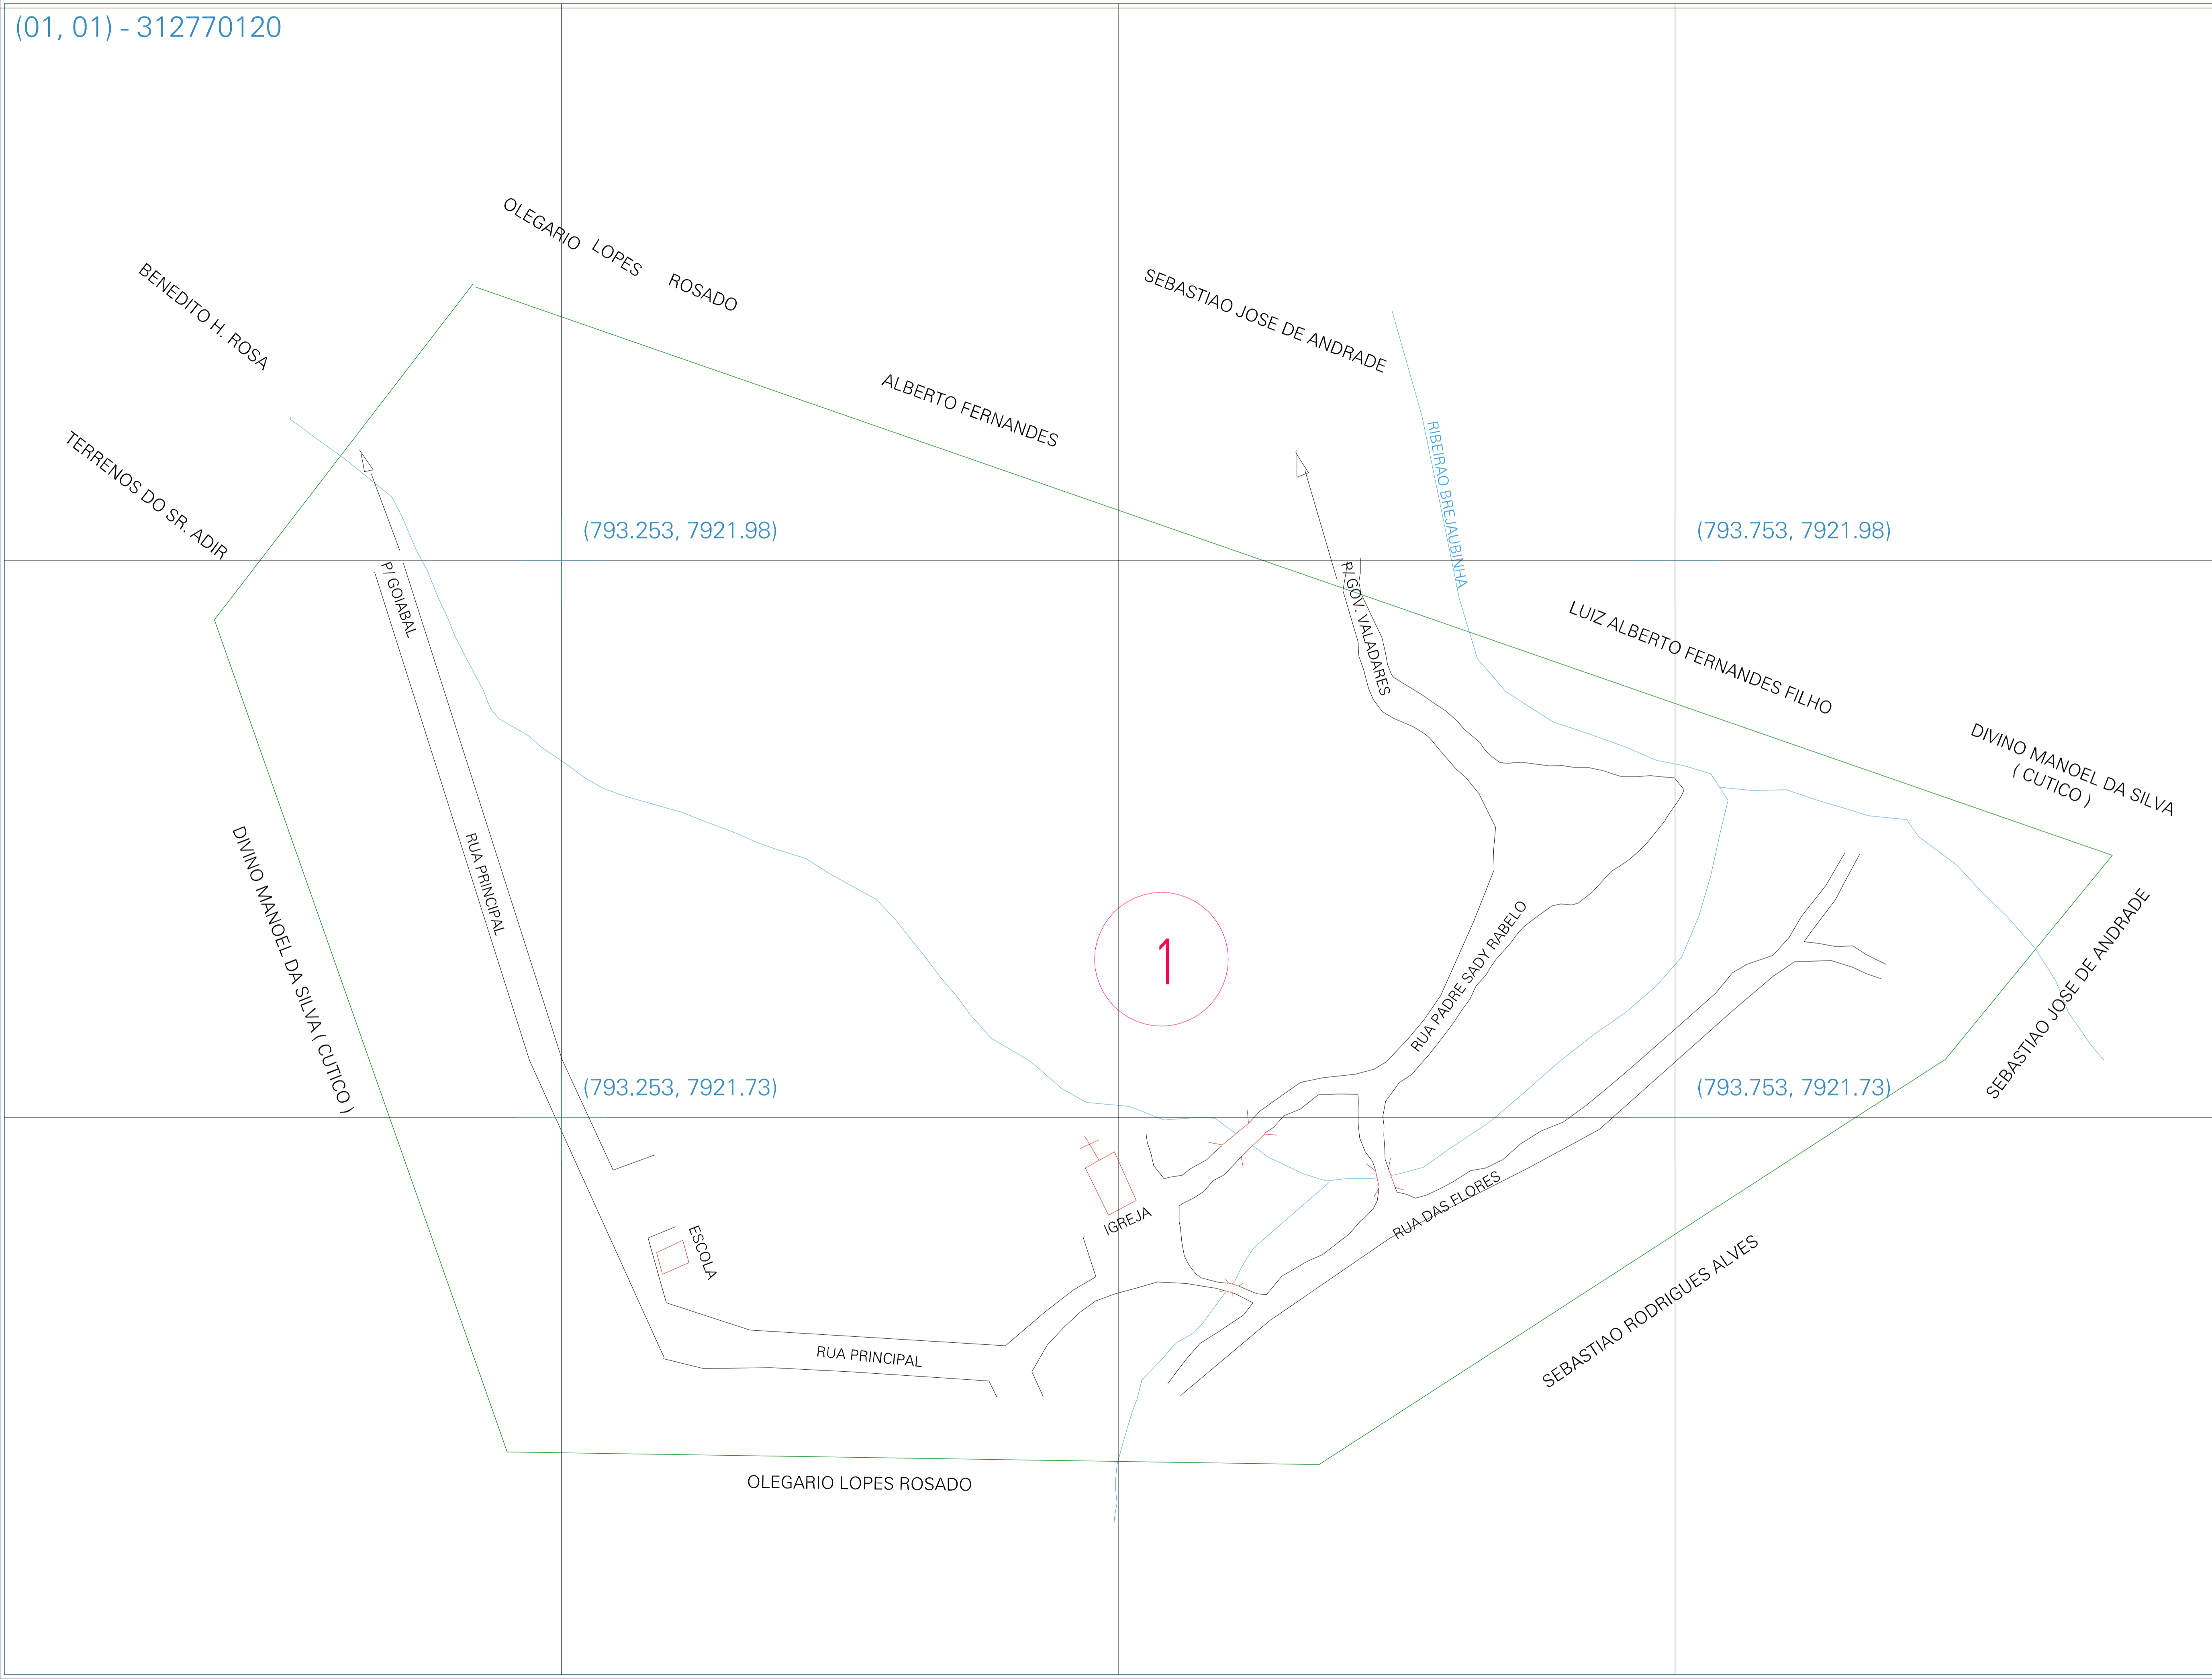 (01, 01) - 312770120
OLEGARIO LOPES ROSADO
BENEDITO H. ROSA
SEBASTIAO JOSE DE ANDRADE
ALBERTO FERNANDES
TERRENOS DO SR. ADIR
RIBEIRAO BREJAUBINHA
(793.253, 7921.98)
(793.753, 7921.98)
P/ GOIABAL
P/ GOV. VALADARES
LUIZ ALBERTO FERNANDES FILHO
DIVINO MANOEL DA SILVA
( CUTICO )
DIVINO MANOEL DA SILVA ( CUTICO )
RUA PRINCIPAL
1
RUA PADRE SADY RABELO
SEBASTIAO JOSE DE ANDRADE
(793.253, 7921.73)
(793.753, 7921.73)
RUA DAS FLORES
IGREJA
ESCOLA
SEBASTIAO RODRIGUES ALVES
RUA PRINCIPAL
OLEGARIO LOPES ROSADO